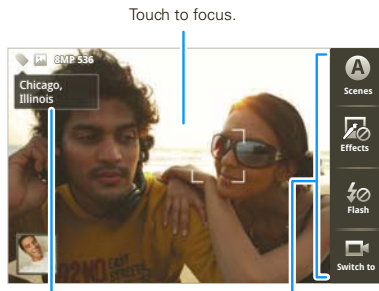 Touch to focus.
8MP 536
Chicago,
Illinois
A
Scenes
Effects
Flash
Switch to